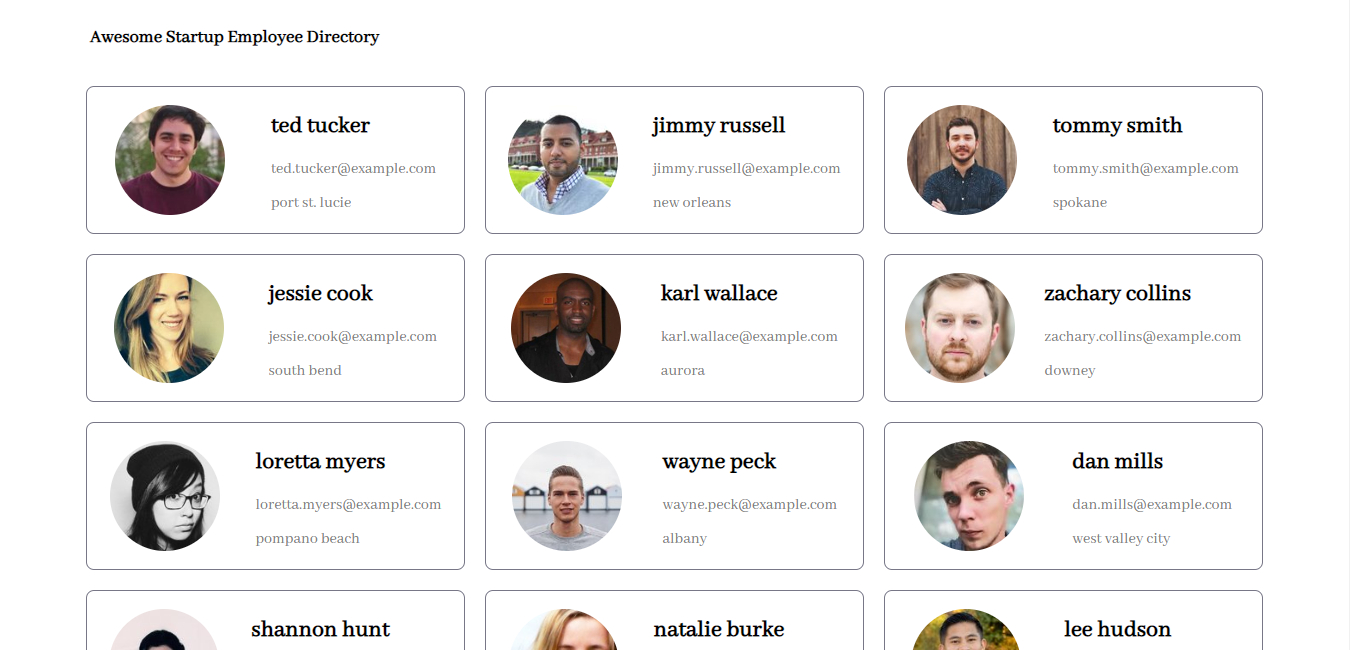 Awesome Startup Employee Directory
ted tucker
ted.tucker@example.com
port st. lucie
jimmy russell
jimmy.russell@example.com
new orleans
tommy smith
tommy.smith@example.com
spokane
jessie cook
jessie.cook@example.com
south bend
karl wallace
karl.wallace@example.com
aurora
zachary collins
zachary.collins@example.com
downey
loretta myers
loretta.myers@example.com
pompano beach
wayne peck
wayne.peck@example.com
albany
dan mills
dan.mills@example.com
west valley city
shannon hunt
natalie burke
lee hudson